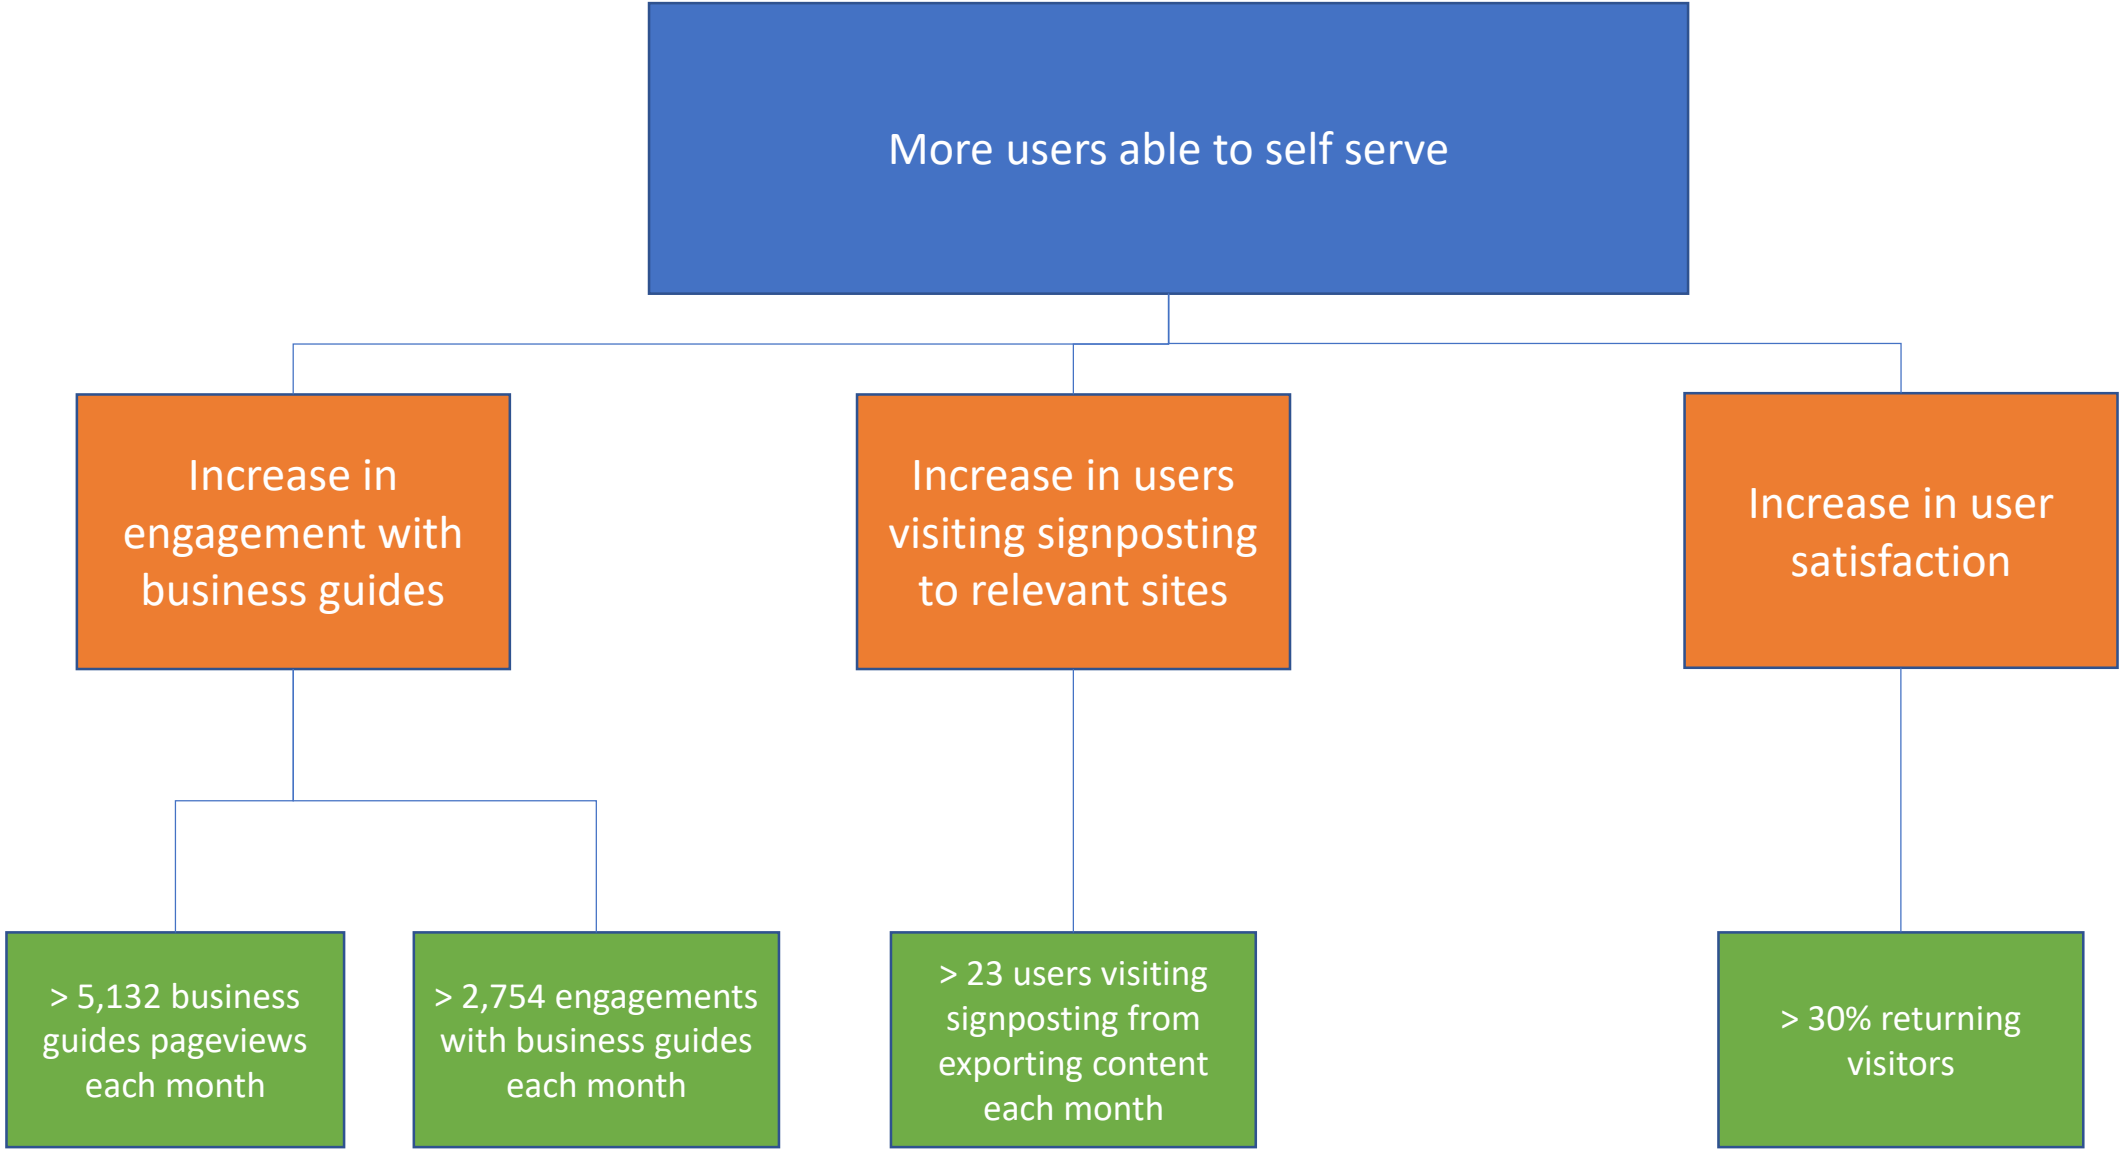 More users able to self serve
Increase in
engagement with
business guides
Increase in users
visiting signposting
to relevant sites
Increase in user
satisfaction
> 5,132 business
guides pageviews
each month
> 2,754 engagements
with business guides
each month
> 23 users visiting
signposting from
exporting content
each month
> 30% returning
visitors